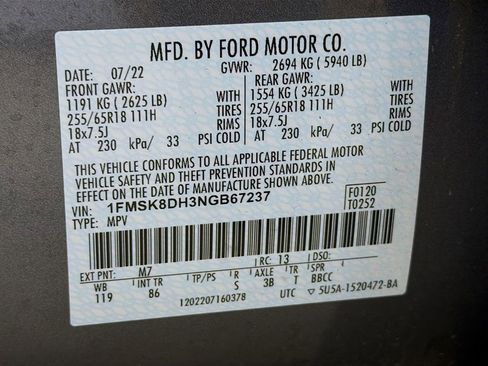 MFD. BY FORD MOTOR CO.
DATE: 07/22 GVWR: 2694 KG ( 5940 LB)
FRONT GAWR: REAR GAWR:
1191 KG ( 2625 LB) WITH 1554 KG ( 3425 LB) WITH
255/65R18 111H TIRES 255/65R18 111H TIRES
18x7.5J RIMS 18x7.5J RIMS
AT 230 kPa/ 33 PSI COLD AT 230 kPa/ 33 PSI COLD
THIS VEHICLE CONFORMS TO ALL APPLICABLE FEDERAL MOTOR
VEHICLE SAFETY AND BUMPER AND THEFT PREVENTION STANDARDS IN
EFFECT ON THE DATE OF MANUFACTURE SHOWN ABOVE.
VIN: 1FMSK8DH3NGB67237 F0120
TYPE: MPV T0252
EXT PNT: M7 RC: 13 DSO:
WB INT TR TP/PS R AXLE TR SPR
119 86 S 3B T BBCC
1202207160378 UTC ▽ 5U5A-1520472-BA